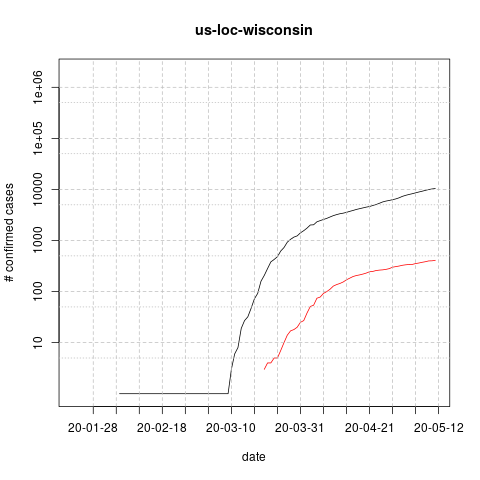 us-loc-wisconsin
# confirmed cases
1e+06
1e+05
10000
1000
100
10
20-01-28 20-02-18 20-03-10 20-03-31 20-04-21 20-05-12
date